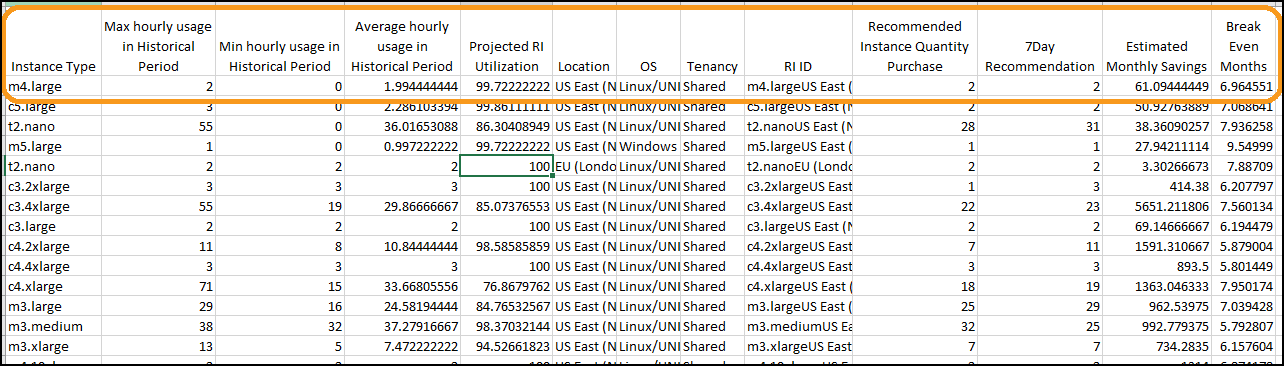 Instance Type Max hourly usage in Historical Period Min hourly usage in Historical Period Average hourly usage in Historical Period Projected RI Utilization Location OS Tenancy RI ID Recommended Instance Quantity Purchase 7Day Recommendation Estimated Monthly Savings Break Even Months
m4.large 2 0 1.994444444 99.72222222 US East (N Linux/UNI Shared m4.largeUS East ( 2 2 61.09444449 6.964551
c5.large 3 0 2.286103394 99.86111111 US East (N Linux/UNI Shared c5.largeUS East (N 2 2 50.92763889 7.068641
t2.nano 55 0 36.01653088 86.30408949 US East (N Linux/UNI Shared t2.nanoUS East (N 28 31 38.36090257 7.936258
m5.large 1 0 0.997222222 99.72222222 US East (N Windows Shared m5.largeUS East ( 1 1 27.94211114 9.54999
t2.nano 2 2 2 100 EU (Londo Linux/UNI Shared t2.nanoEU (Londo 2 2 3.30266673 7.88709
c3.2xlarge 3 3 3 100 US East (N Linux/UNI Shared c3.2xlargeUS East 1 3 414.38 6.207797
c3.4xlarge 55 19 29.86666667 85.07376553 US East (N Linux/UNI Shared c3.4xlargeUS East 22 23 5651.211806 7.560134
c3.large 2 2 2 100 US East (N Linux/UNI Shared c3.largeUS East (N 2 2 69.14666667 6.194479
c4.2xlarge 11 8 10.84444444 98.58585859 US East (N Linux/UNI Shared c4.2xlargeUS East 7 11 1591.310667 5.879004
c4.4xlarge 3 3 3 100 US East (N Linux/UNI Shared c4.4xlargeUS East 3 3 893.5 5.801449
c4.xlarge 71 15 33.66805556 76.8679762 US East (N Linux/UNI Shared c4.xlargeUS East ( 18 19 1363.046333 7.950174
m3.large 29 16 24.58194444 84.76532567 US East (N Linux/UNI Shared m3.largeUS East ( 25 29 962.53975 7.039428
m3.medium 38 32 37.27916667 98.37032144 US East (N Linux/UNI Shared m3.mediumUS Ea 32 25 992.779375 5.792807
m3.xlarge 13 5 7.472222222 94.52661823 US East (N Linux/UNI Shared m3.xlargeUS East 7 7 734.2835 6.157604